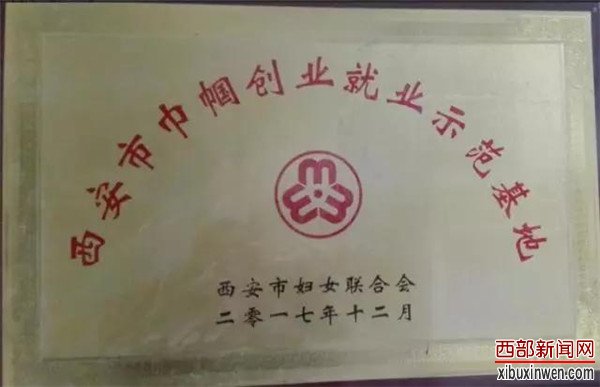 西安市巾帼创业就业示范基地
西安市妇女联合会
二零一七年十二月
西部新闻网
xibuxinwen.com